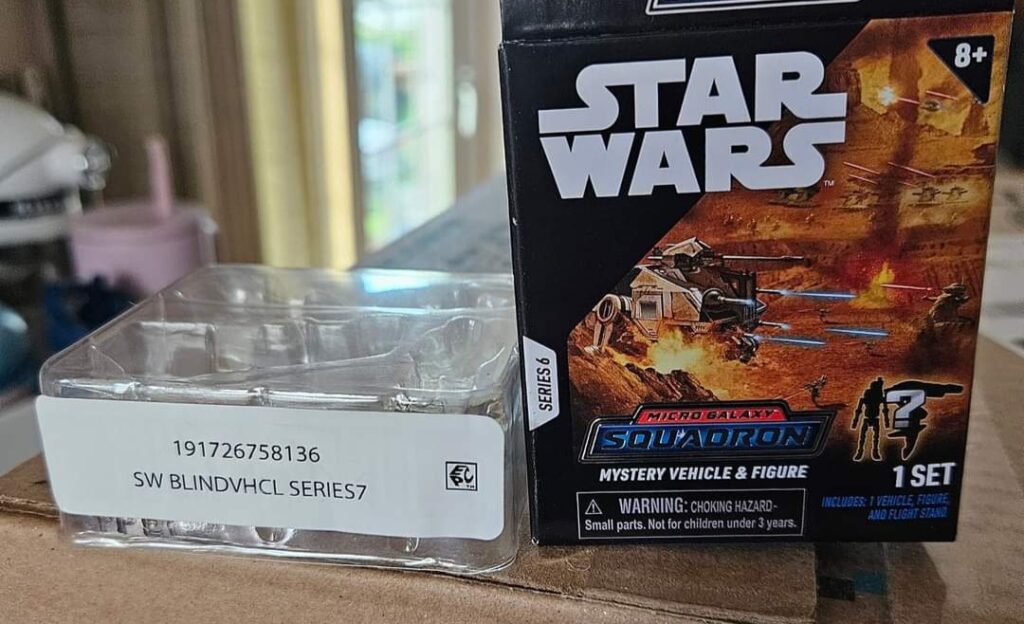 191726758136
SW BLINDVHCL SERIES7
STAR
WARS
TM
8+
SERIES 6
MICRO GALAXY
SQUADRON
MYSTERY VEHICLE & FIGURE
?
1 SET
WARNING: CHOKING HAZARD-
Small parts. Not for children under 3 years.
INCLUDES: 1 VEHICLE, FIGURE,
AND FLIGHT STAND.